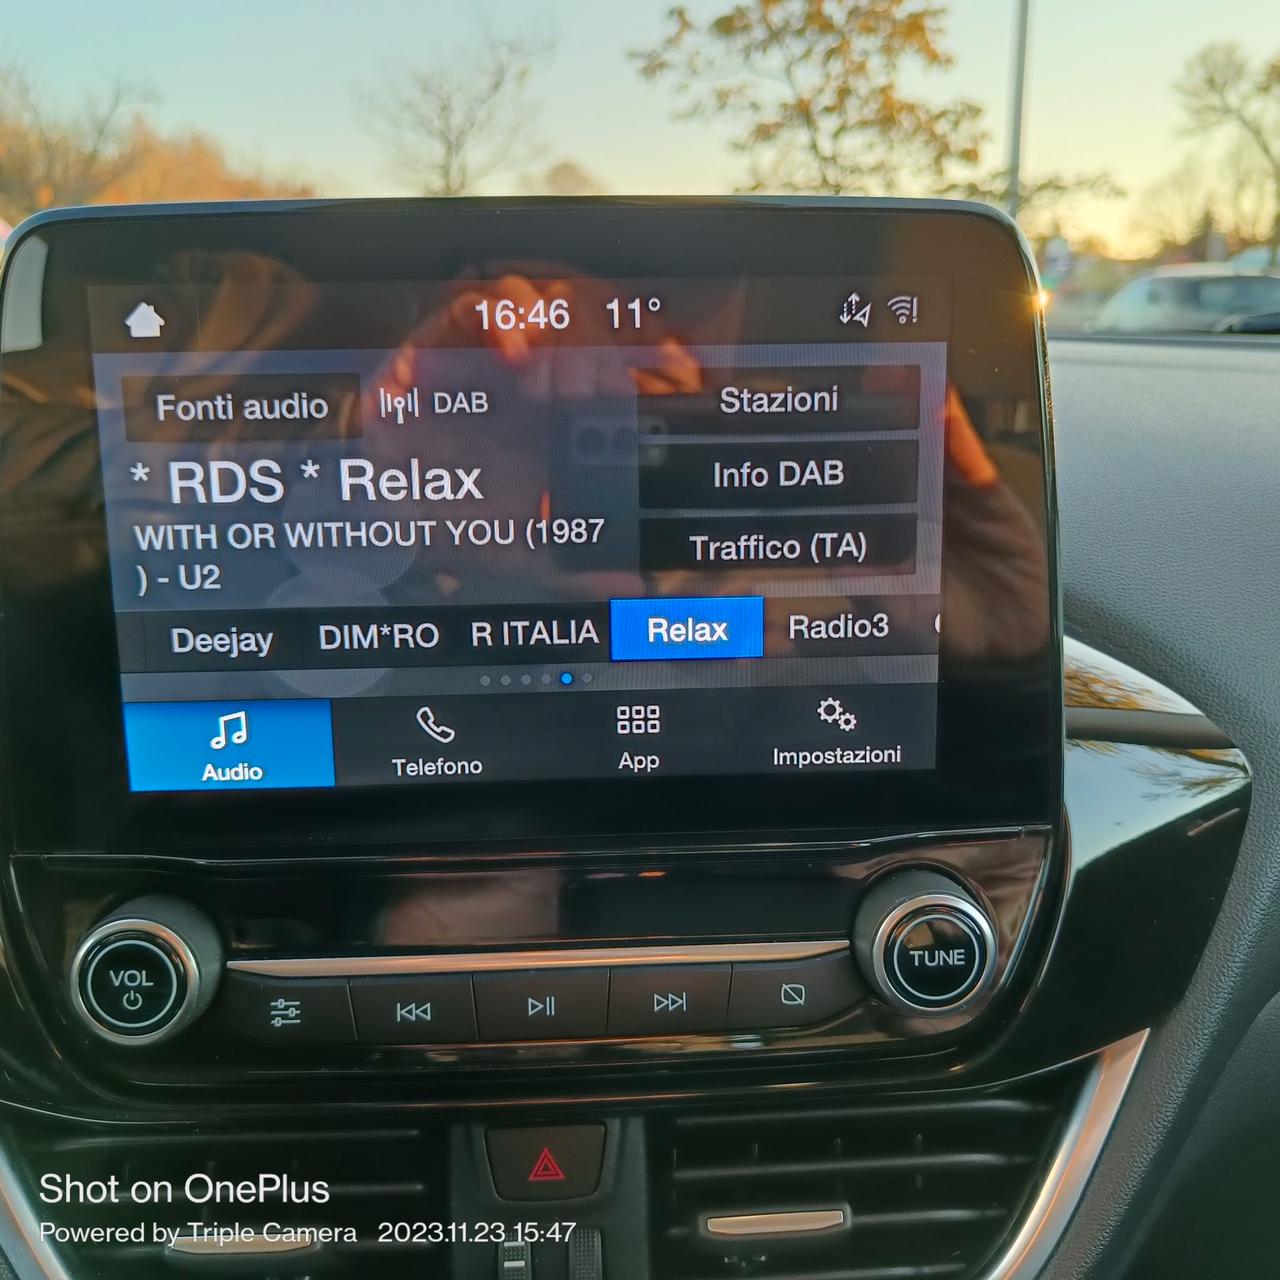 16:46 11°
Fonti audio DAB
Stazioni
* RDS * Relax
Info DAB
WITH OR WITHOUT YOU (1987
) - U2
Traffico (TA)
Deejay DIM*RO R ITALIA Relax Radio3
Audio Telefono App Impostazioni
VOL
TUNE
Shot on OnePlus
Powered by Triple Camera 2023.11.23 15:47